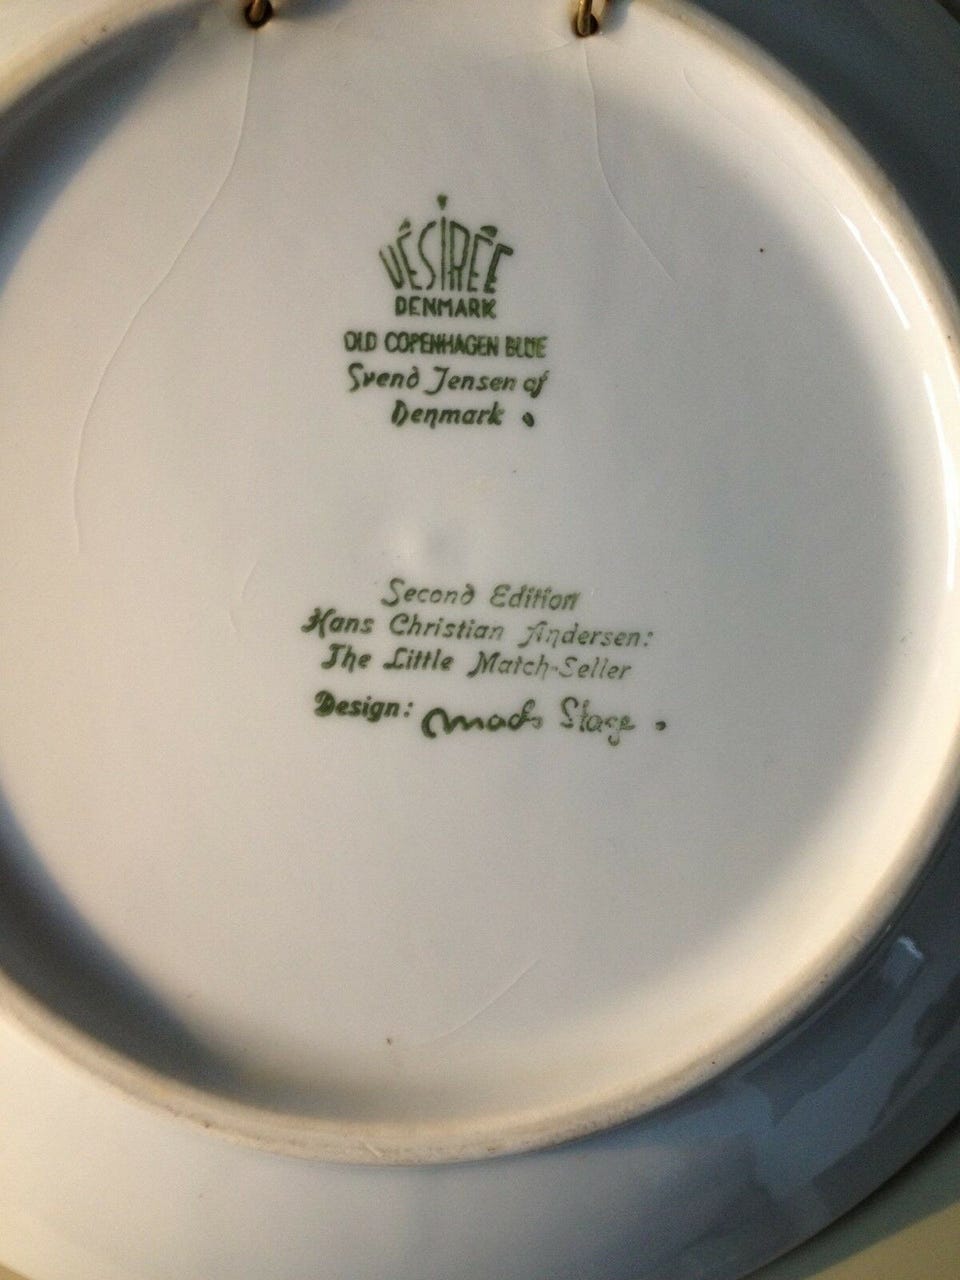 DÉSIRÉE
DENMARK
OLD COPENHAGEN BLUE
Svend Jensen of
Denmark
Second Edition
Hans Christian Andersen:
The Little Match-Seller
Design: Mads Stage